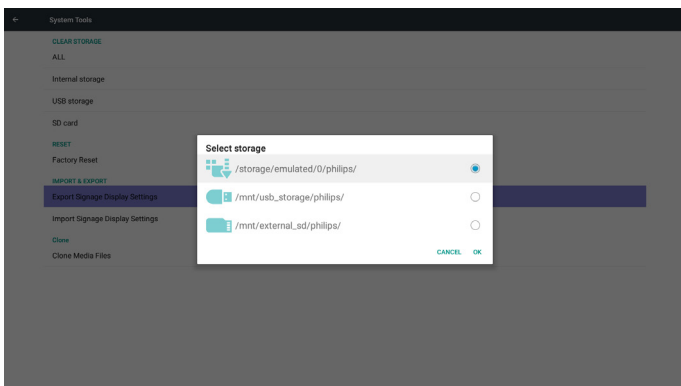 System Tools
CLEAR STORAGE
ALL
Internal storage
USB storage
SD card
RESET
Factory Reset
IMPORT & EXPORT
Export Signage Display Settings
Import Signage Display Settings
Clone
Clone Media Files
Select storage
/storage/emulated/0/philips/
/mnt/usb_storage/philips/
/mnt/external_sd/philips/
CANCEL OK